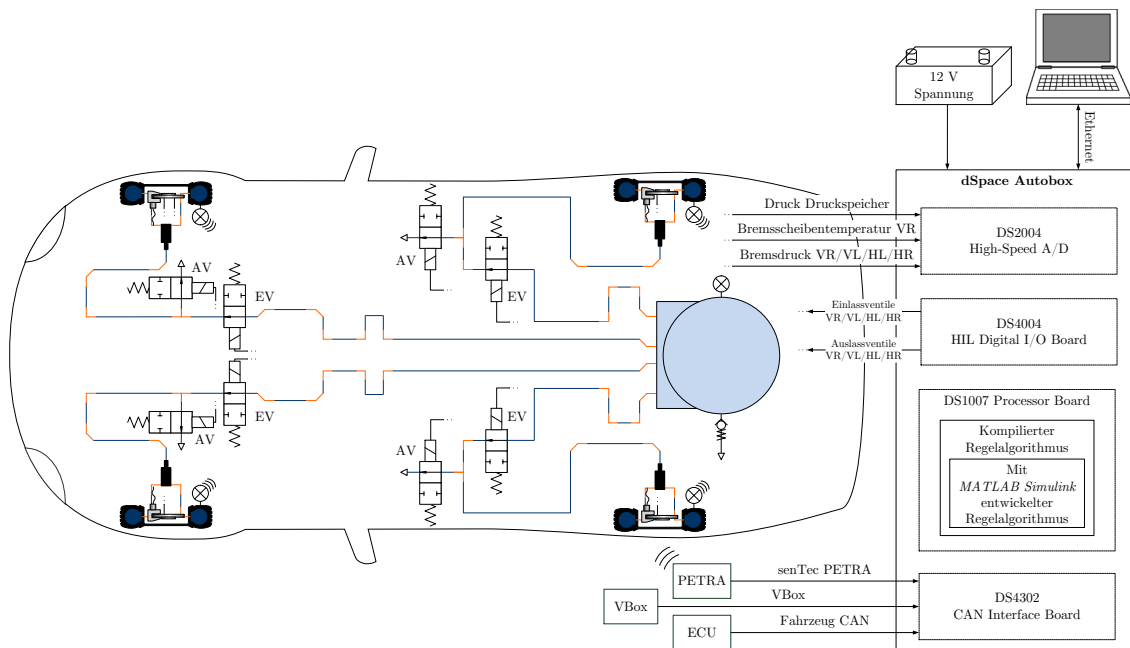 12 V
Spannung
Ethernet
dSpace Autobox
Druck Druckspeicher
Bremsscheibentemperatur VR
Bremsdruck VR/VL/HL/HR
DS2004
High-Speed A/D
Einlassventile
VR/VL/HL/HR
Auslassventile
VR/VL/HL/HR
DS4004
HIL Digital I/O Board
DS1007 Processor Board
Kompilierter
Regelalgorithmus
Mit
MATLAB Simulink
entwickelter
Regelalgorithmus
AV
EV
AV
EV
AV
EV
AV
EV
PETRA
senTec PETRA
VBox
VBox
ECU
Fahrzeug CAN
DS4302
CAN Interface Board